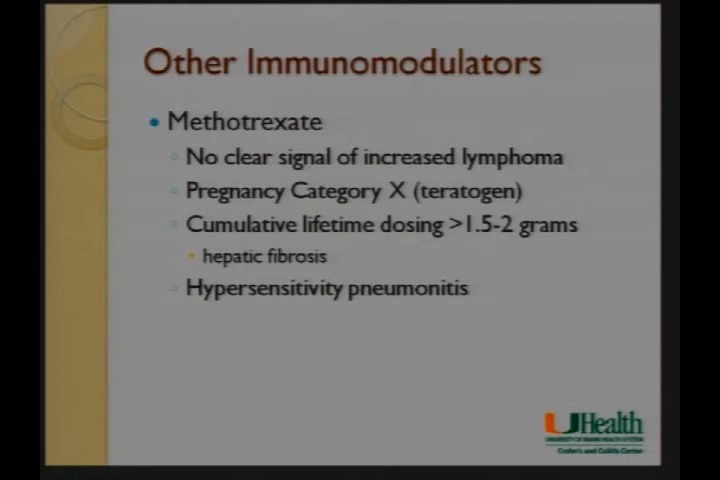 Other Immunomodulators
Methotrexate
No clear signal of increased lymphoma
Pregnancy Category X (teratogen)
Cumulative lifetime dosing >1.5-2 grams
hepatic fibrosis
Hypersensitivity pneumonitis
UHealth
UNIVERSITY OF MIAMI HEALTH SYSTEM
Crohn's and Colitis Center